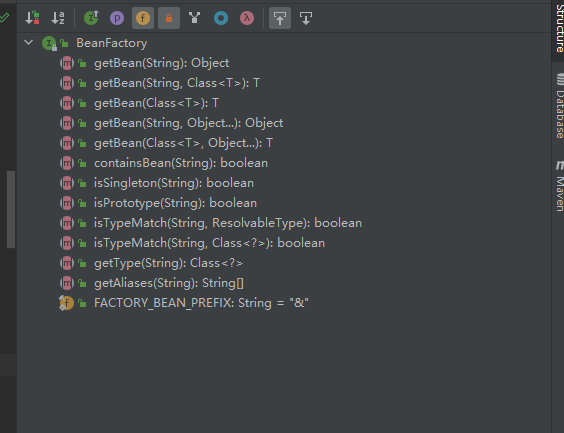 BeanFactory
getBean(String): Object
getBean(String, Class<T>): T
getBean(Class<T>): T
getBean(String, Object...): Object
getBean(Class<T>, Object...): T
containsBean(String): boolean
isSingleton(String): boolean
isPrototype(String): boolean
isTypeMatch(String, ResolvableType): boolean
isTypeMatch(String, Class<?>): boolean
getType(String): Class<?>
getAliases(String): String[]
FACTORY_BEAN_PREFIX: String = "&"
Structure
Database
Maven